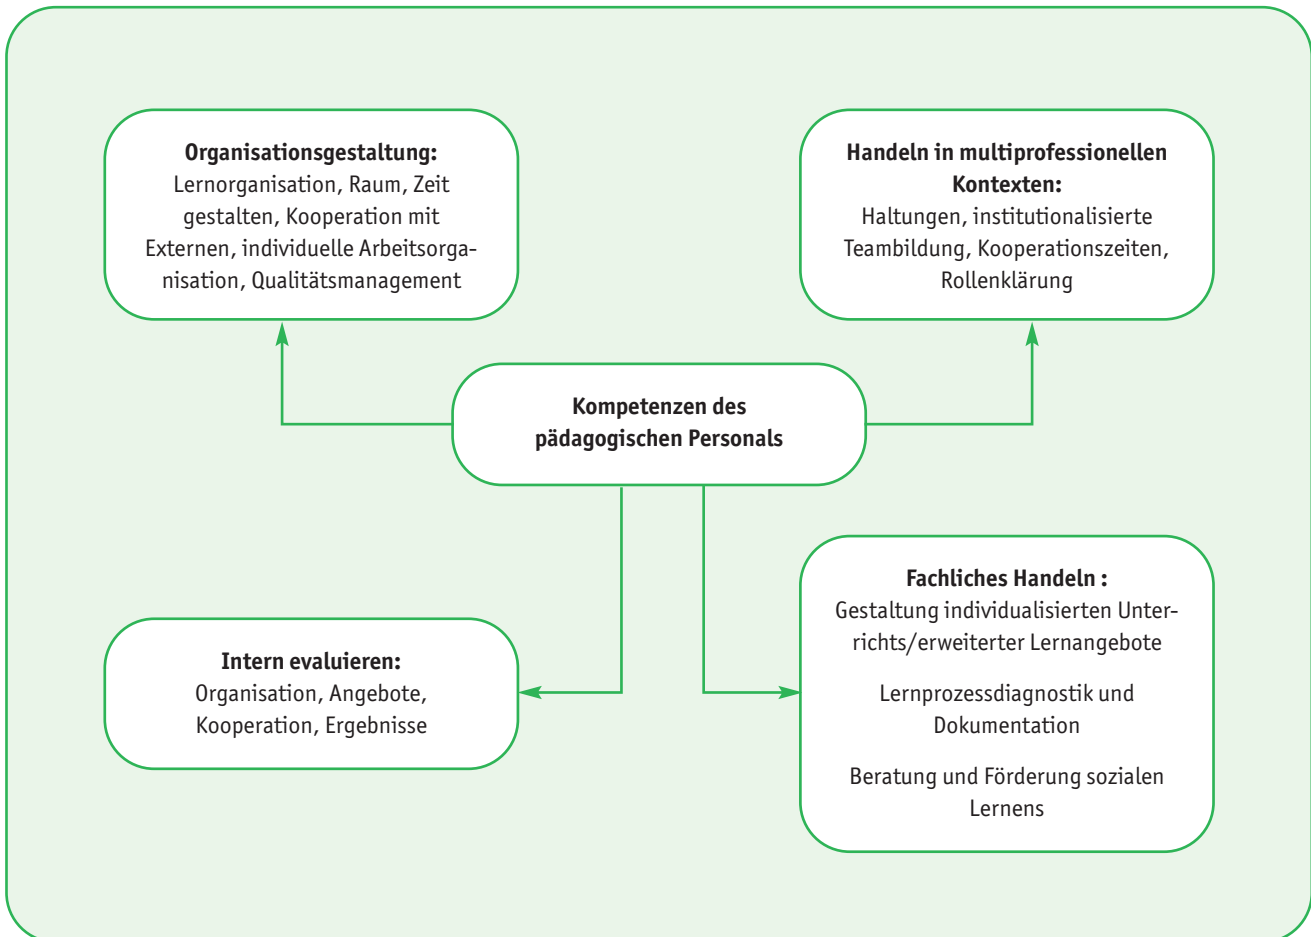 Organisationsgestaltung:
Lernorganisation, Raum, Zeit
gestalten, Kooperation mit
Externen, individuelle Arbeitsorga-
nisation, Qualitätsmanagement
Handeln in multiprofessionellen
Kontexten:
Haltungen, institutionalisierte
Teambildung, Kooperationszeiten,
Rollenklärung
Kompetenzen des
pädagogischen Personals
Intern evaluieren:
Organisation, Angebote,
Kooperation, Ergebnisse
Fachliches Handeln :
Gestaltung individualisierten Unter-
richts/erweiterter Lernangebote
Lernprozessdiagnostik und
Dokumentation
Beratung und Förderung sozialen
Lernens